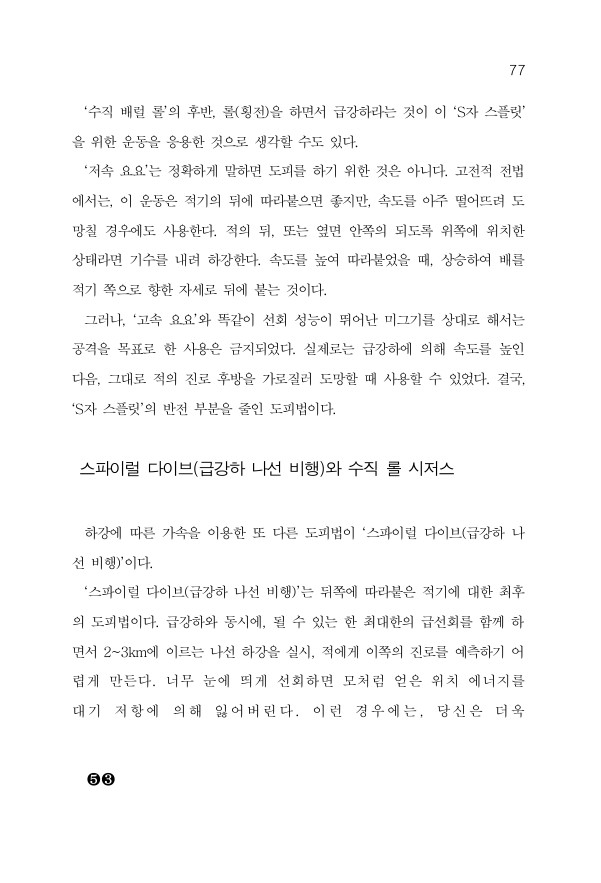 77
‘수직 배럴 롤’의 후반, 롤(횡전)을 하면서 급강하라는 것이 이 ‘S자 스플릿’
을 위한 운동을 응용한 것으로 생각할 수도 있다.
‘저속 요요’는 정확하게 말하면 도피를 하기 위한 것은 아니다. 고전적 전법
에서는, 이 운동은 적기의 뒤에 따라붙으면 좋지만, 속도를 아주 떨어뜨려 도
망칠 경우에도 사용한다. 적의 뒤, 또는 옆면 안쪽의 되도록 위쪽에 위치한
상태라면 기수를 내려 하강한다. 속도를 높여 따라붙었을 때, 상승하여 배를
적기 쪽으로 향한 자세로 뒤에 붙는 것이다.
그러나, ‘고속 요요’와 똑같이 선회 성능이 뛰어난 미그기를 상대로 해서는
공격을 목표로 한 사용은 금지되었다. 실제로는 급강하에 의해 속도를 높인
다음, 그대로 적의 진로 후방을 가로질러 도망할 때 사용할 수 있었다. 결국,
‘S자 스플릿’의 반전 부분을 줄인 도피법이다.
스파이럴 다이브(급강하 나선 비행)와 수직 롤 시저스
하강에 따른 가속을 이용한 또 다른 도피법이 ‘스파이럴 다이브(급강하 나
선 비행)’이다.
‘스파이럴 다이브(급강하 나선 비행)’는 뒤쪽에 따라붙은 적기에 대한 최후
의 도피법이다. 급강하와 동시에, 될 수 있는 한 최대한의 급선회를 함께 하
면서 2~3km에 이르는 나선 하강을 실시, 적에게 이쪽의 진로를 예측하기 어
렵게 만든다. 너무 눈에 띄게 선회하면 모처럼 얻은 위치 에너지를
대기 저항에 의해 잃어버린다. 이런 경우에는, 당신은 더욱
❺❸